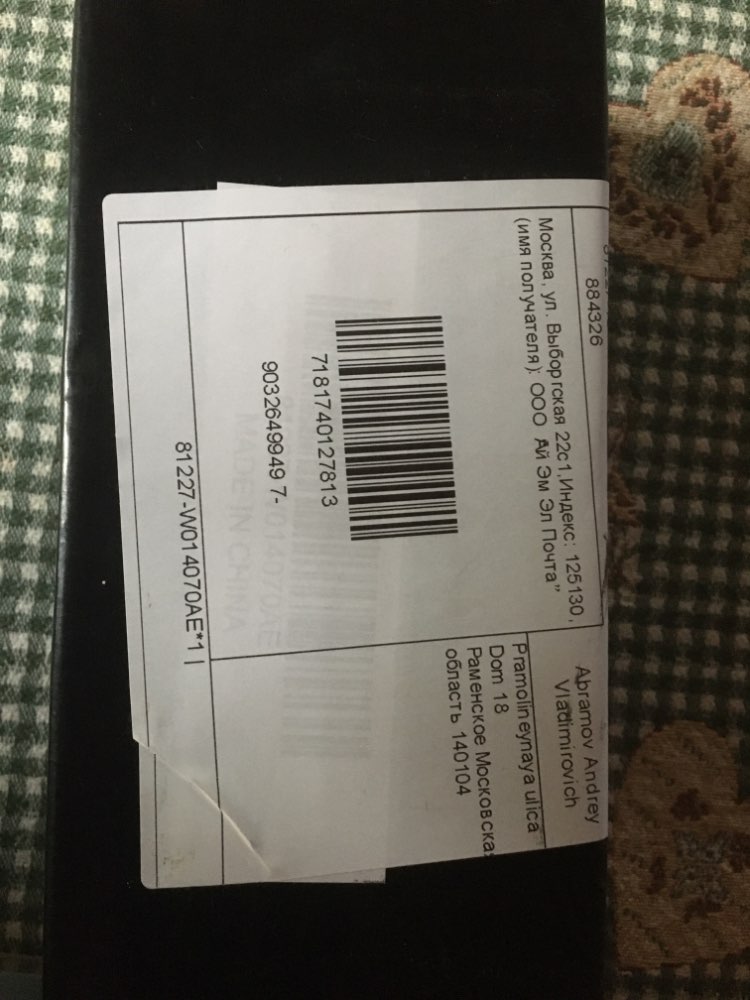 884326
Москва, ул. Выборгская 22с1,Индекс: 125130,
(имя получателя): ООО Ай Эм Эл Почта”
7181740127813
9032649949 7-
Abramov Andrey
Vladimirovich
Pramolineynaya ulica
Dom 18
Раменское Московская
область 140104
81227-W014070AE*1
MADE IN CHINA